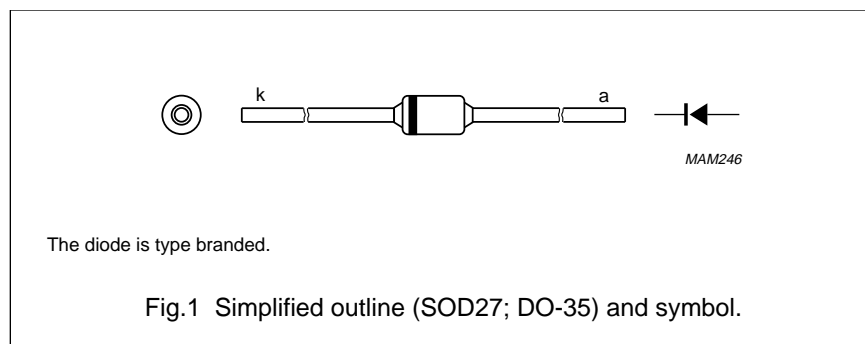 k
a
MAM246
The diode is type branded.
Fig.1 Simplified outline (SOD27; DO-35) and symbol.